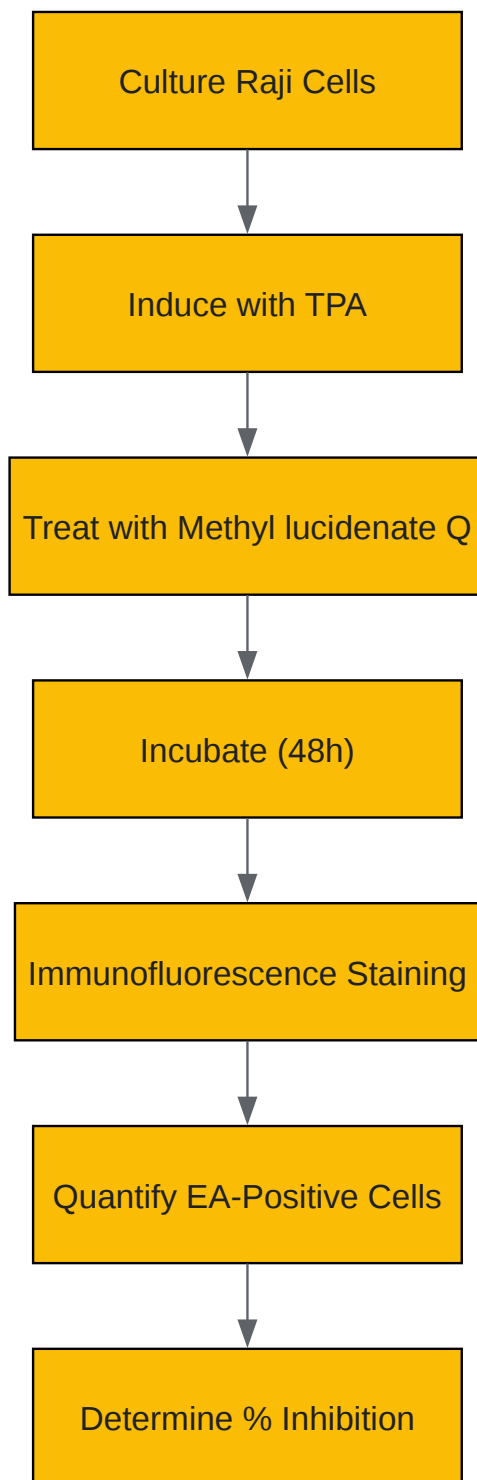 Culture Raji Cells
Induce with TPA
Treat with Methyl lucidenate Q
Incubate (48h)
Immunofluorescence Staining
Quantify EA-Positive Cells
Determine % Inhibition